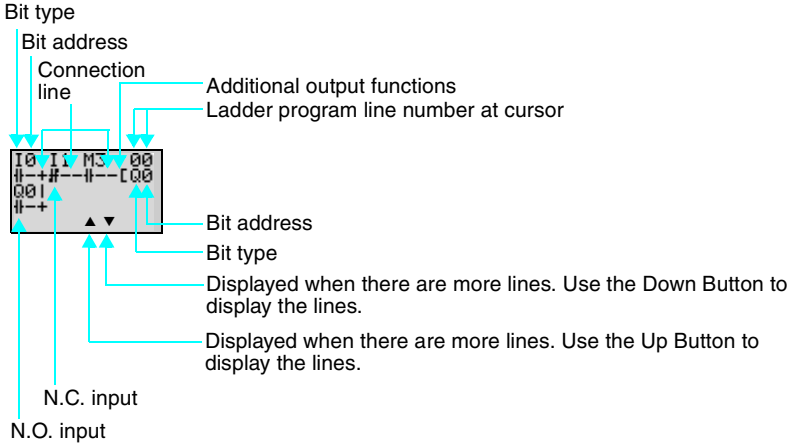 Bit type
Bit address
Connection
line
Additional output functions
Ladder program line number at cursor
I0 I1 M3 00
[Q0
Q0
Bit address
Bit type
Displayed when there are more lines. Use the Down Button to
display the lines.
Displayed when there are more lines. Use the Up Button to
display the lines.
N.C. input
N.O. input